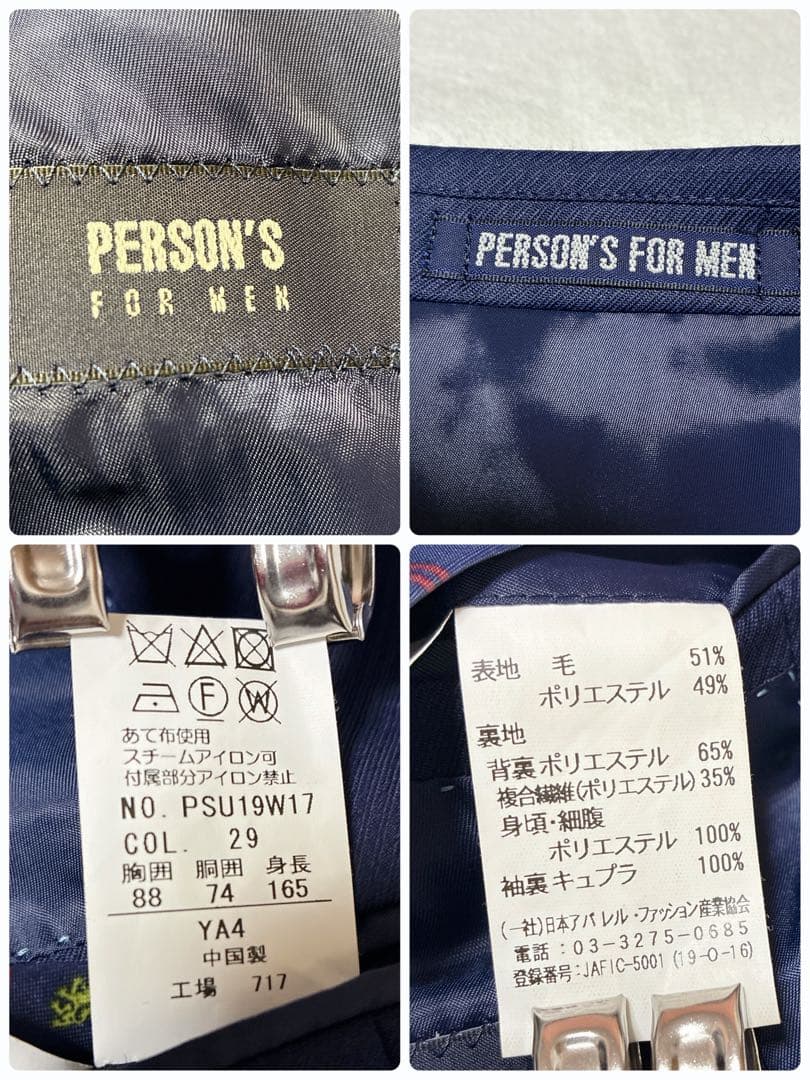 PERSON'S
FOR MEN
PERSON'S FOR MEN
F W
あて布使用
スチームアイロン可
付属部分アイロン禁止
NO. PSU19W17
COL. 29
胸囲 胴囲 身長
88 74 165
YA4
中国製
工場 717
表地 毛 51%
ポリエステル 49%
裏地
背裏 ポリエステル 65%
複合繊維(ポリエステル) 35%
身頃・細腹
ポリエステル 100%
袖裏 キュプラ 100%
(一社)日本アパレル・ファッション産業協会
電話:03-3275-0685
登録番号:JAFIC-5001 (19-O-16)